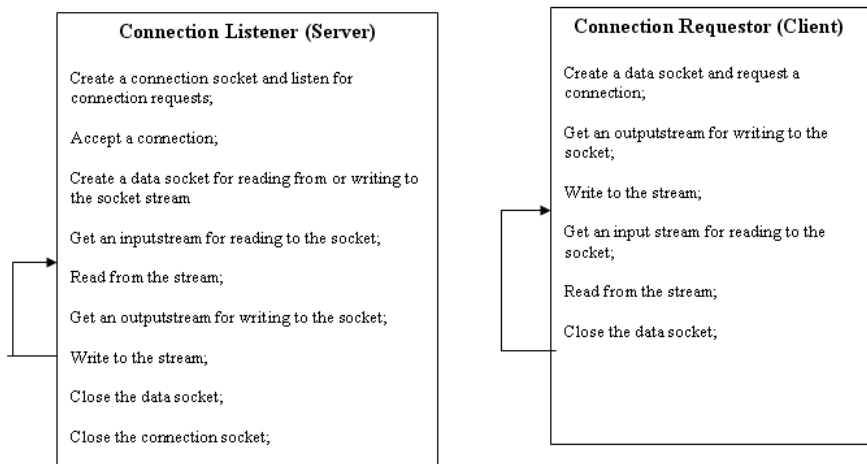 Connection Listener (Server)
Create a connection socket and listen for
connection requests;
Accept a connection;
Create a data socket for reading from or writing to
the socket stream
Get an inputstream for reading to the socket;
Read from the stream;
Get an outputstream for writing to the socket;
Write to the stream;
Close the data socket;
Close the connection socket;
Connection Requestor (Client)
Create a data socket and request a
connection;
Get an outputstream for writing to the
socket;
Write to the stream;
Get an input stream for reading to the
socket;
Read from the stream;
Close the data socket;